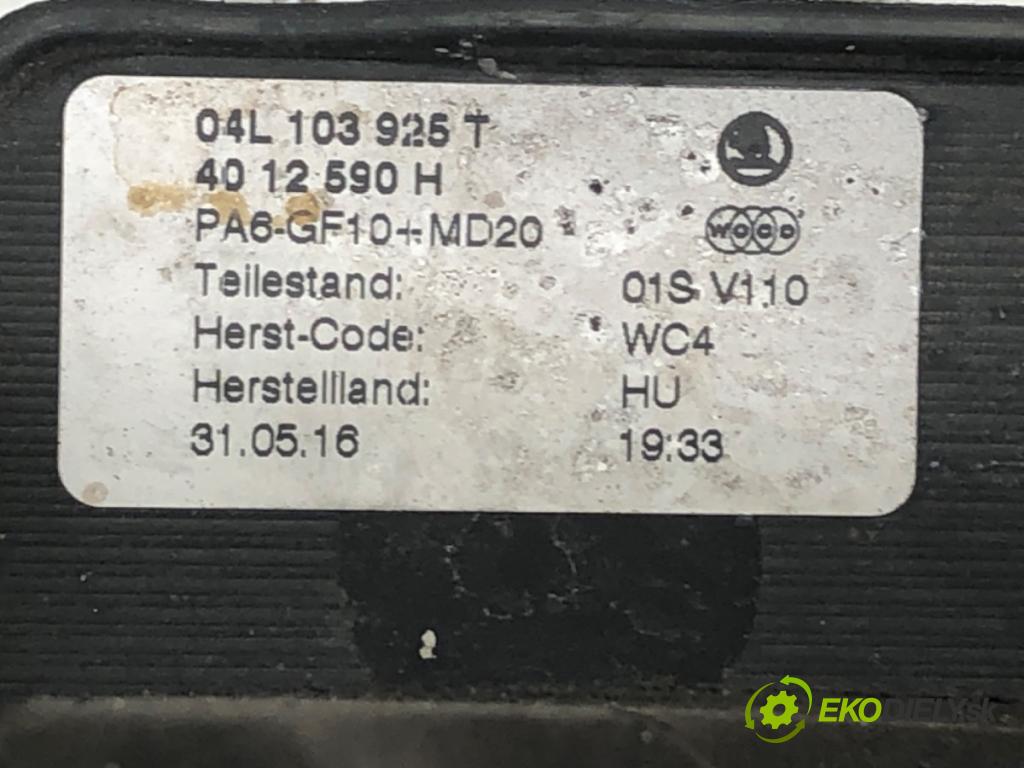 04L 103 925 T
40 12 590 H
PA6-GF10+MD20
woco
Teilestand: 01S V110
Herst-Code: WC4
Herstellland: HU
31.05.16 19:33
EKODIELY.sk